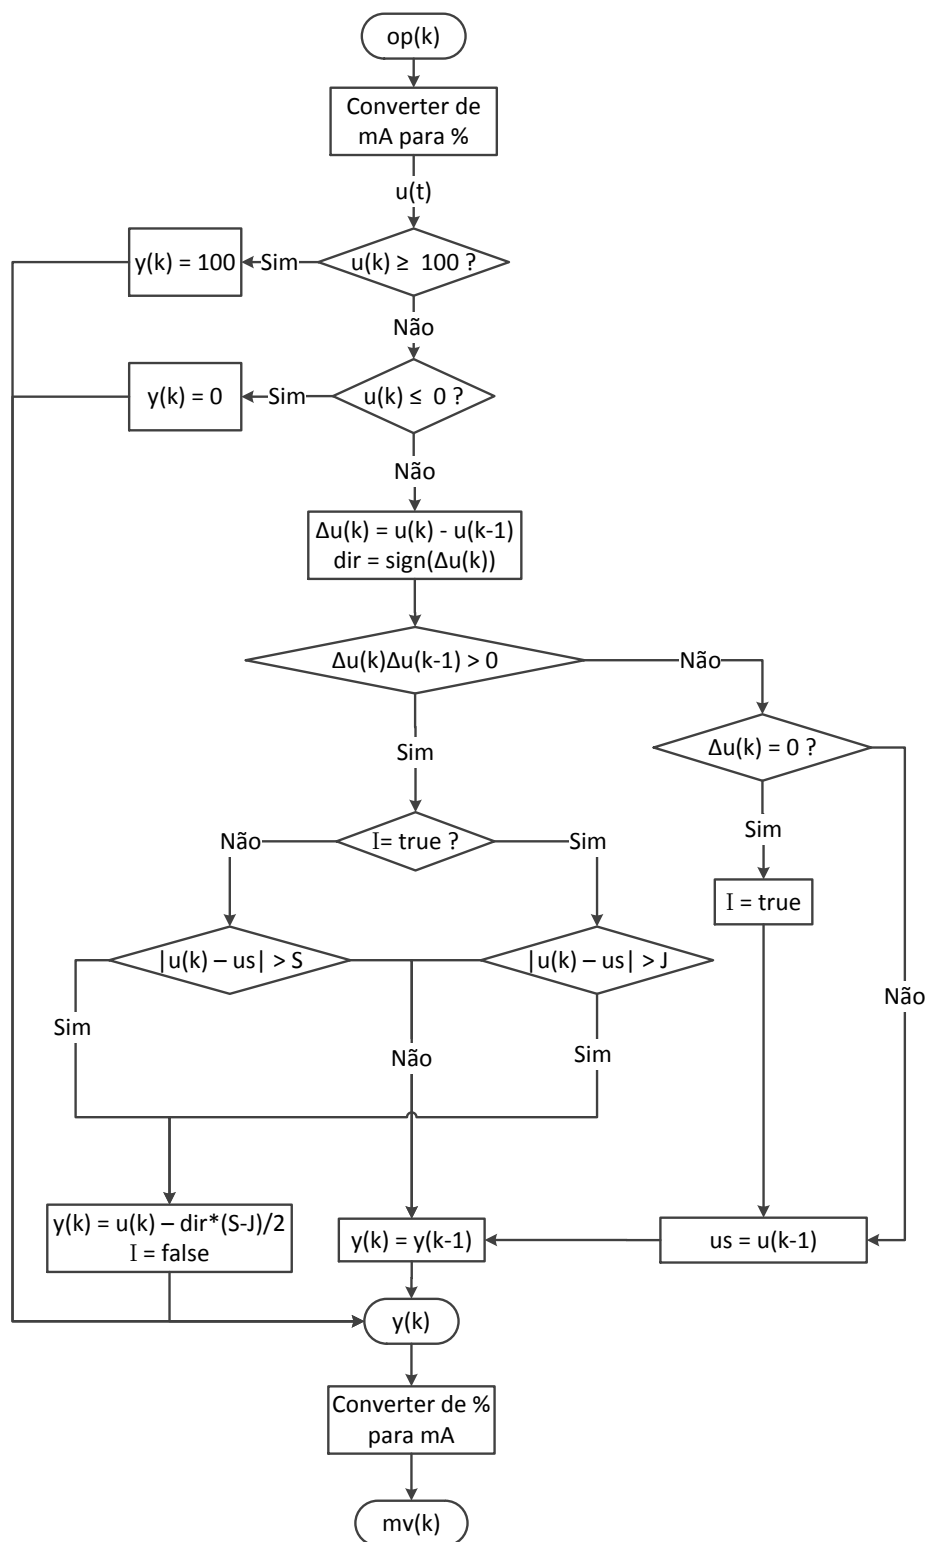 op(k)
Converter de
mA para %
u(t)
y(k) = 100
Sim
u(k) ≥ 100 ?
Não
y(k) = 0
Sim
u(k) ≤ 0 ?
Não
Δu(k) = u(k) - u(k-1)
dir = sign(Δu(k))
Δu(k)Δu(k-1) > 0
Não
Sim
Δu(k) = 0 ?
Não
I= true ?
Sim
Sim
I = true
|u(k) – us| > S
|u(k) – us| > J
Não
Sim
Não
Sim
y(k) = u(k) – dir*(S-J)/2
I = false
y(k) = y(k-1)
us = u(k-1)
y(k)
Converter de %
para mA
mv(k)